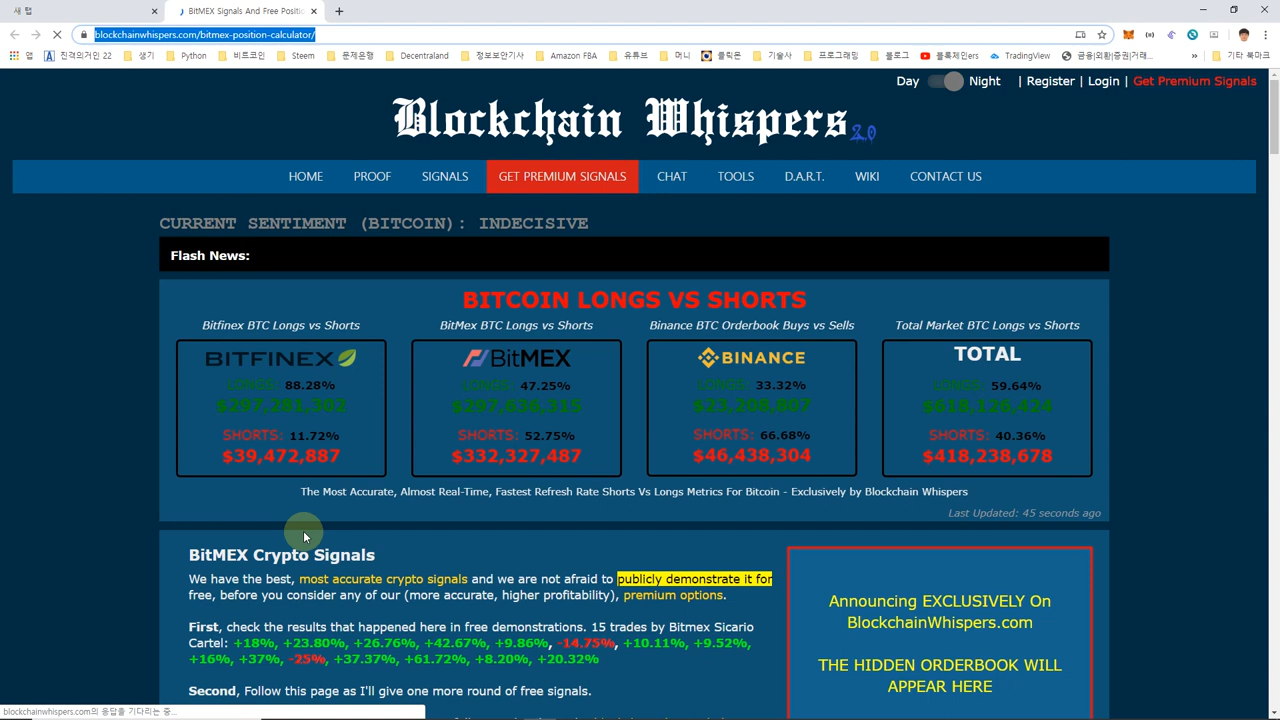 새 탭
BitMEX Signals And Free Positi
blockchainwhispers.com/bitmex-position-calculator/
앱 진격의거인 22 생기 Python 비트코인 Steem 문제은행 Decentraland 정보보안기사 Amazon FBA 유튜브 머니 클릭몬 기술사 프로그래밍 블로그 블록체인어스 TradingView 금융|외환|증권|거래... » 기타 북마크
Day Night | Register | Login | Get Premium Signals
Blockchain Whispers 2.0
HOME PROOF SIGNALS GET PREMIUM SIGNALS CHAT TOOLS D.A.R.T. WIKI CONTACT US
CURRENT SENTIMENT (BITCOIN): INDECISIVE
Flash News:
BITCOIN LONGS VS SHORTS
Bitfinex BTC Longs vs Shorts BitMex BTC Longs vs Shorts Binance BTC Orderbook Buys vs Sells Total Market BTC Longs vs Shorts
BITFINEX BitMEX BINANCE TOTAL
LONGS: 88.28% LONGS: 47.25% LONGS: 33.32% LONGS: 59.64%
$297,281,302 $297,636,315 $23,208,807 $618,126,424
SHORTS: 11.72% SHORTS: 52.75% SHORTS: 66.68% SHORTS: 40.36%
$39,472,887 $332,327,487 $46,438,304 $418,238,678
The Most Accurate, Almost Real-Time, Fastest Refresh Rate Shorts Vs Longs Metrics For Bitcoin - Exclusively by Blockchain Whispers
Last Updated: 45 seconds ago
BitMEX Crypto Signals
We have the best, most accurate crypto signals and we are not afraid to publicly demonstrate it for
free, before you consider any of our (more accurate, higher profitability), premium options.
First, check the results that happened here in free demonstrations. 15 trades by Bitmex Sicario
Cartel: +18%, +23.80%, +26.76%, +42.67%, +9.86%, -14.75%, +10.11%, +9.52%,
+16%, +37%, -25%, +37.37%, +61.72%, +8.20%, +20.32%
Second, Follow this page as I'll give one more round of free signals.
Announcing EXCLUSIVELY On
BlockchainWhispers.com
THE HIDDEN ORDERBOOK WILL
APPEAR HERE
blockchainwhispers.com의 응답을 기다리는 중...